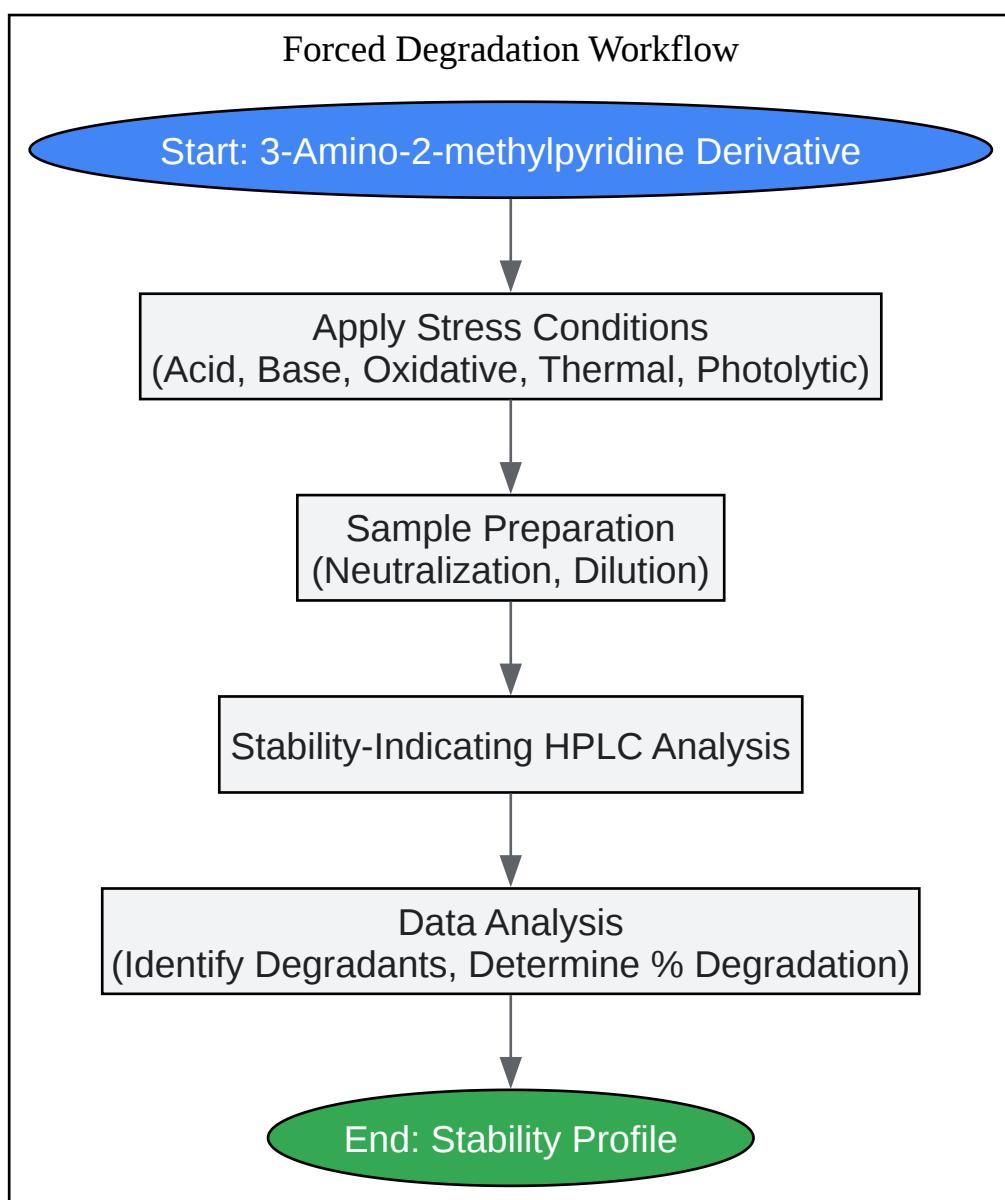 Forced Degradation Workflow
Start: 3-Amino-2-methylpyridine Derivative
Apply Stress Conditions
(Acid, Base, Oxidative, Thermal, Photolytic)
Sample Preparation
(Neutralization, Dilution)
Stability-Indicating HPLC Analysis
Data Analysis
(Identify Degradants, Determine % Degradation)
End: Stability Profile